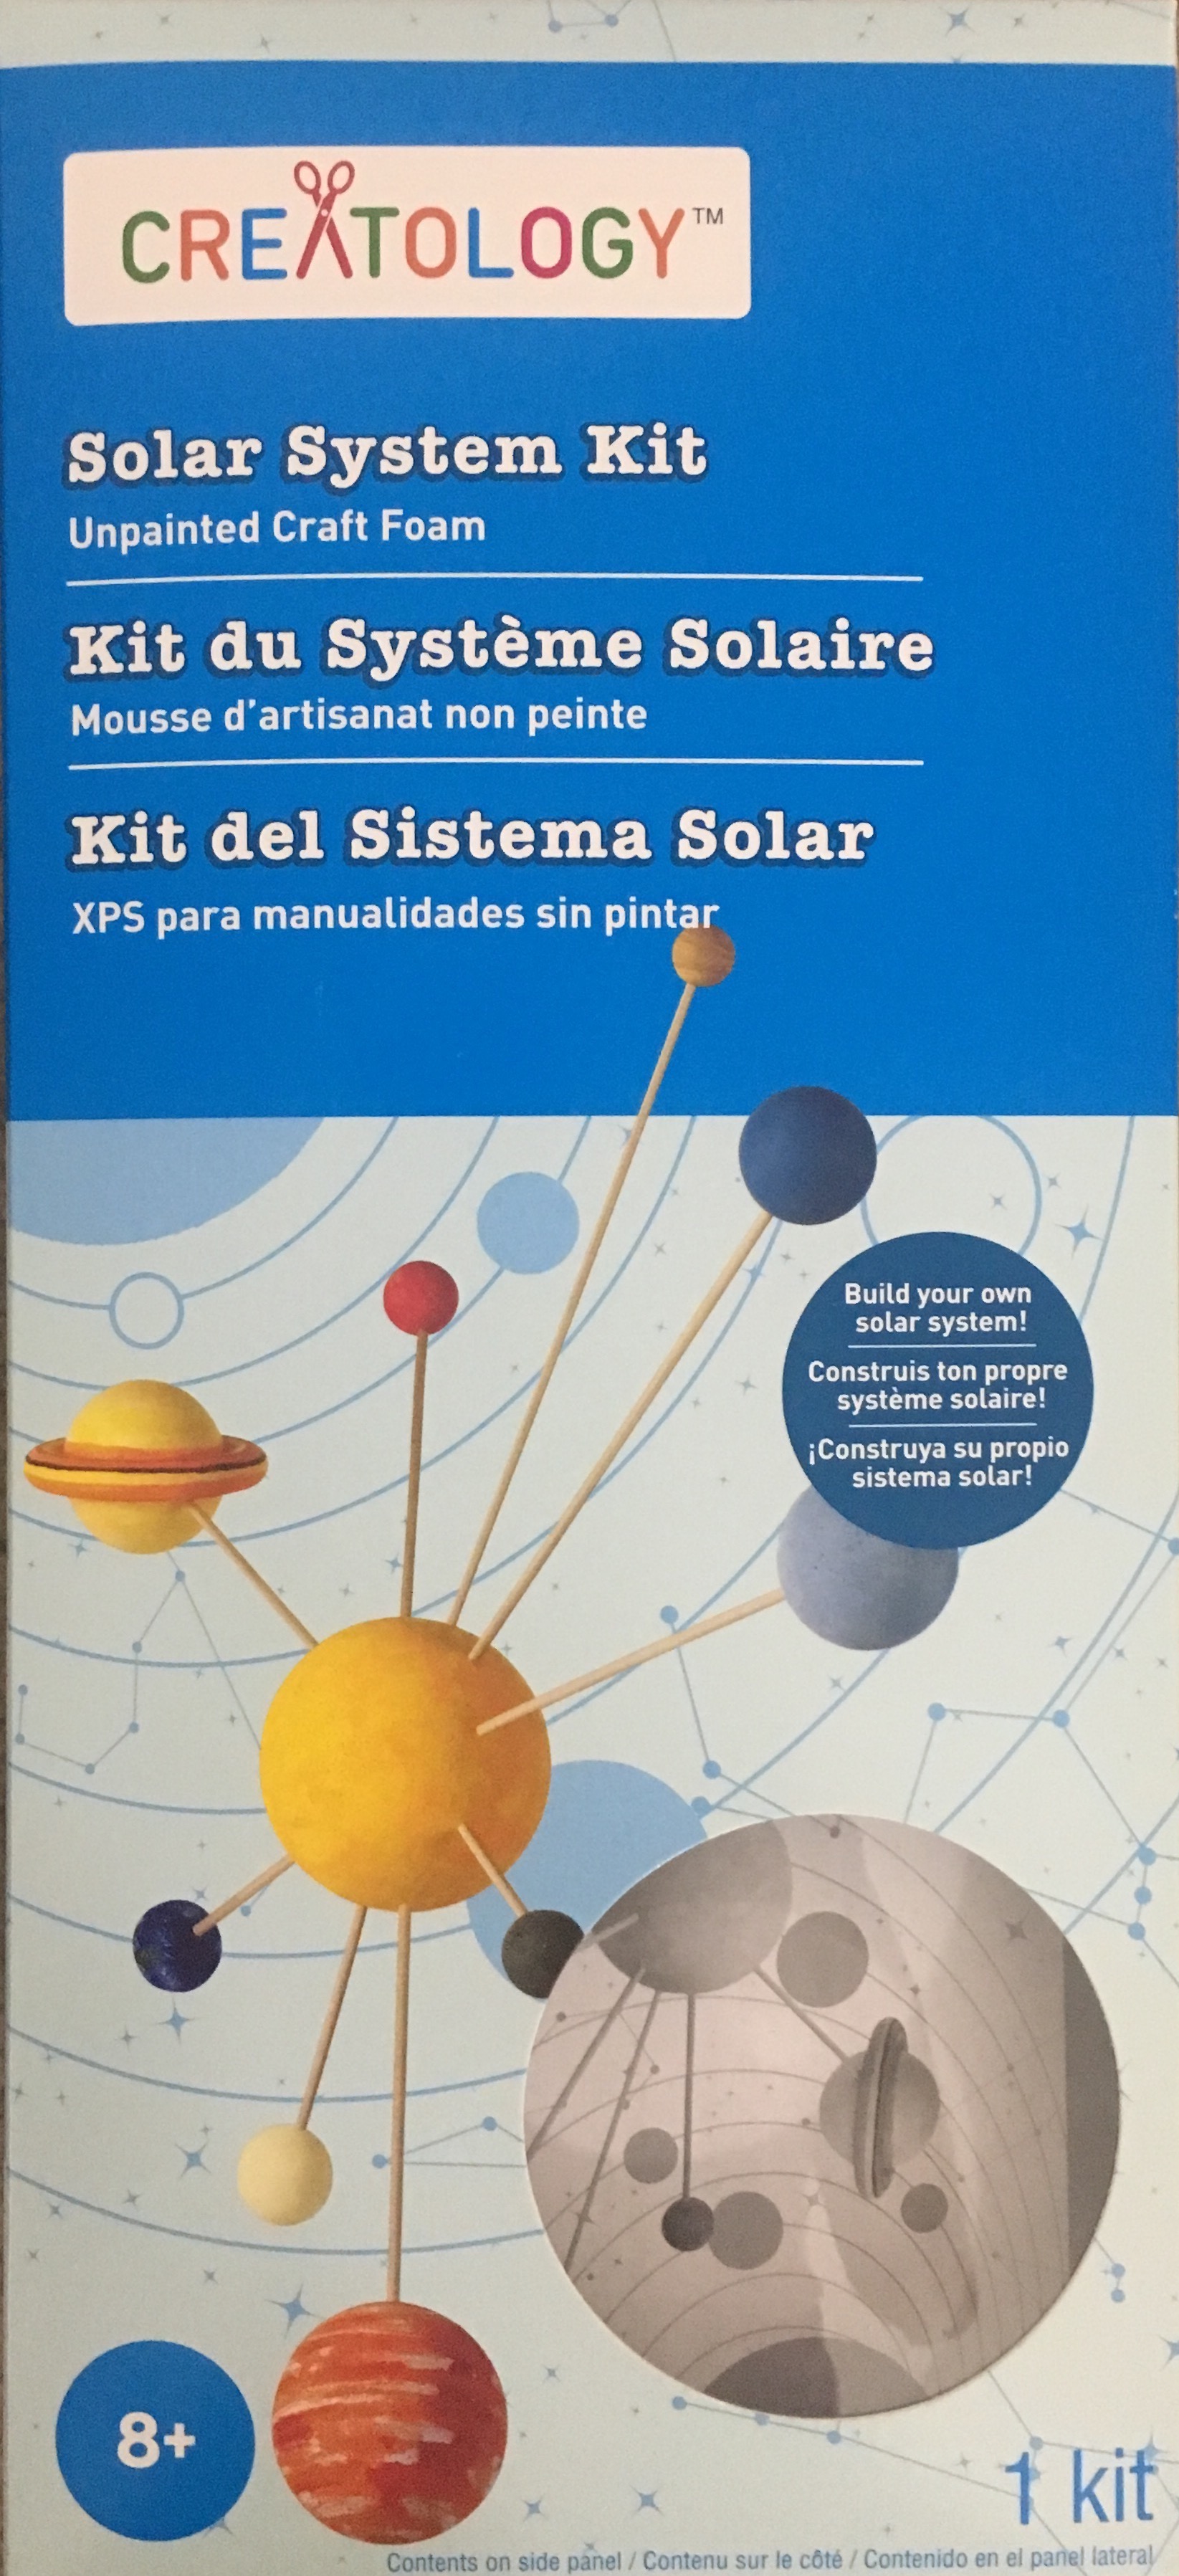 CREATOLOGY™
Solar System Kit
Unpainted Craft Foam
Kit du Système Solaire
Mousse d'artisanat non peinte
Kit del Sistema Solar
XPS para manualidades sin pintar
Build your own
solar system!
Construis ton propre
système solaire!
¡Construya su propio
sistema solar!
8+
1 kit
Contents on side panel / Contenu sur le côté / Contenido en el panel lateral